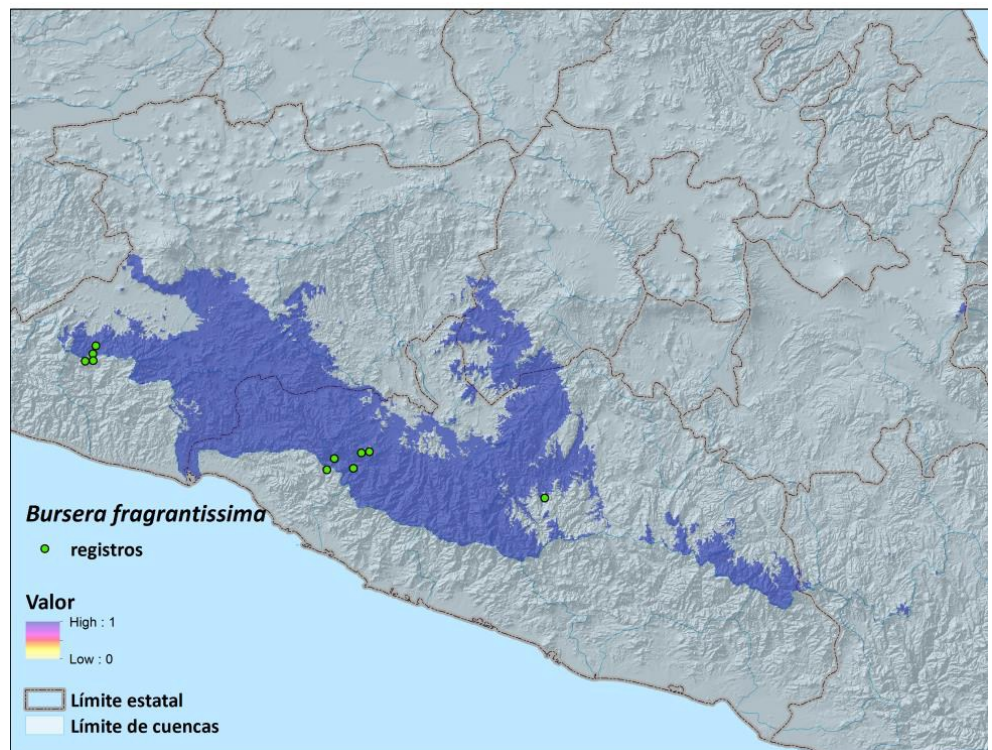 Bursera fragrantissima
registros
Valor
High : 1
Low : 0
Límite estatal
Límite de cuencas